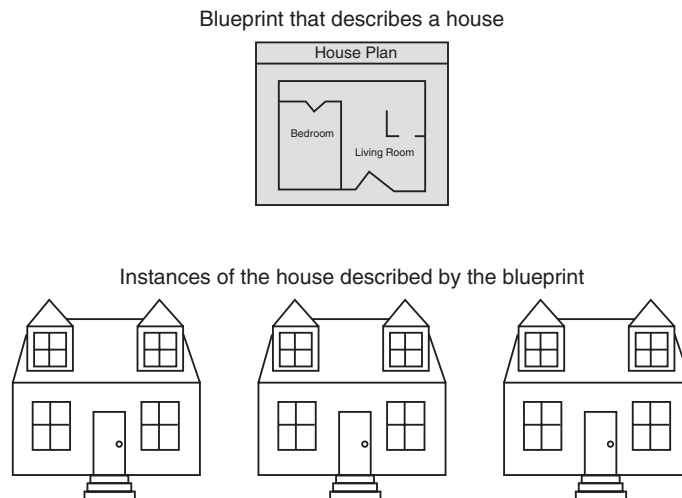 Blueprint that describes a house
House Plan
Bedroom
Living Room
Instances of the house described by the blueprint